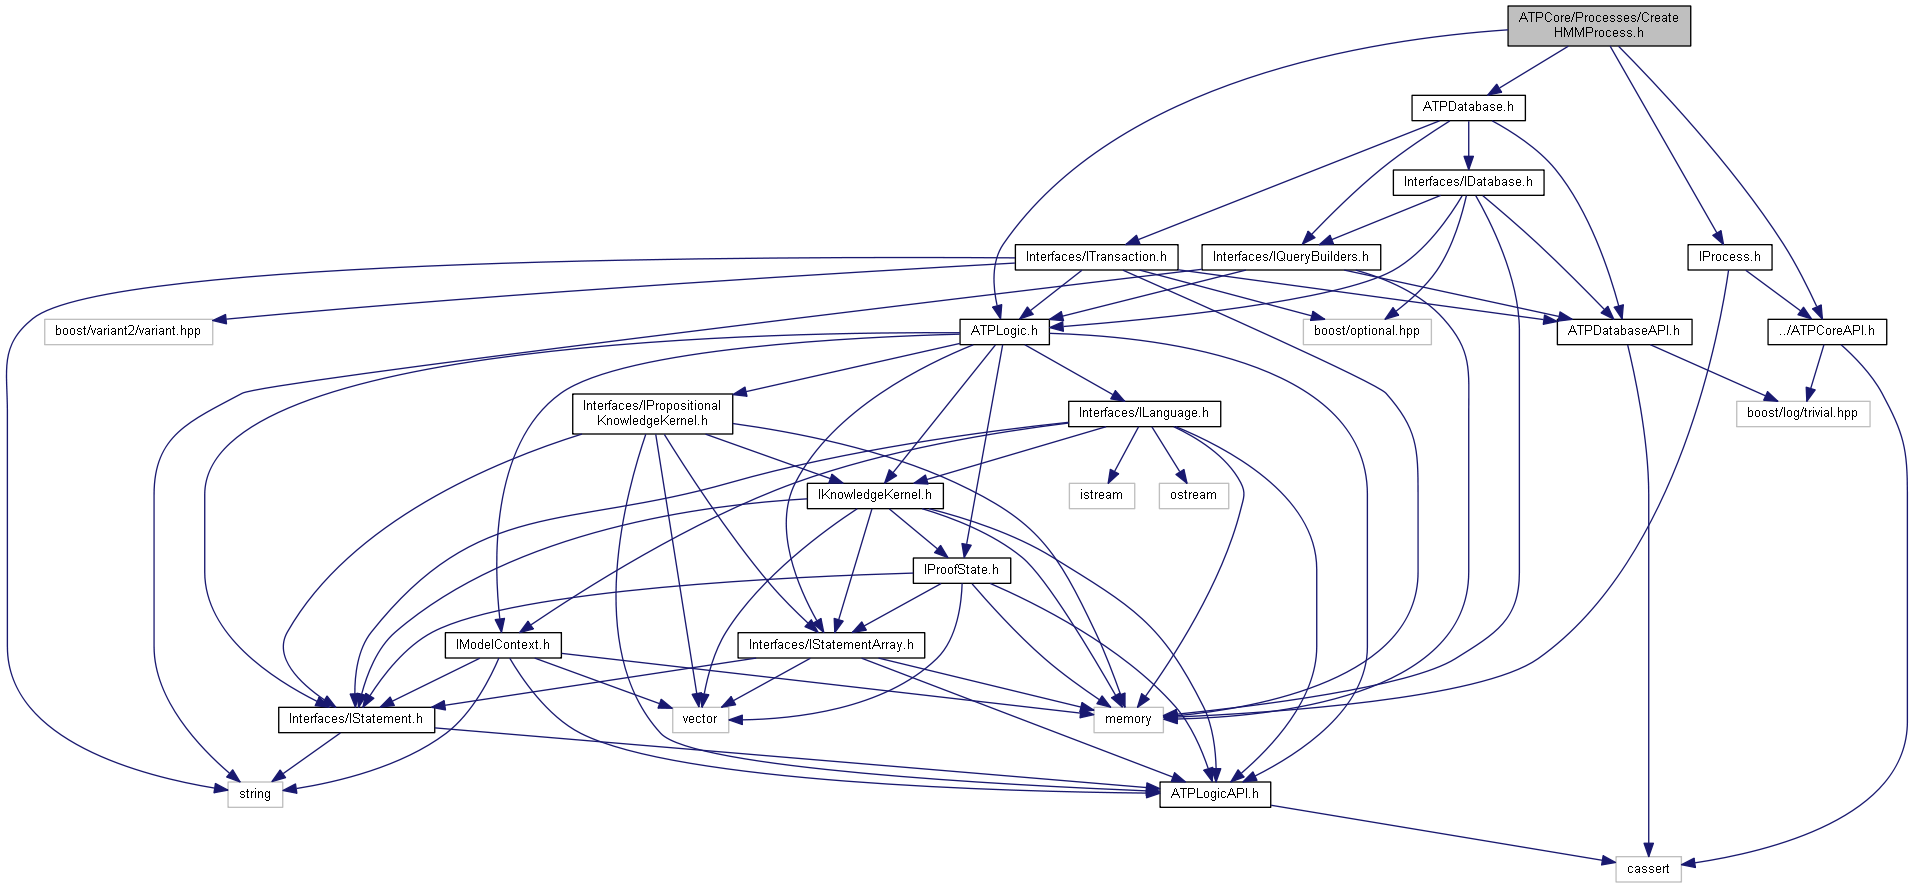 ATPCore/Processes/Create
HMMProcess.h
ATPDatabase.h
Interfaces/IDatabase.h
Interfaces/ITransaction.h
Interfaces/IQueryBuilders.h
IProcess.h
boost/variant2/variant.hpp
ATPLogic.h
boost/optional.hpp
ATPDatabaseAPI.h
../ATPCoreAPI.h
Interfaces/IPropositional
KnowledgeKernel.h
Interfaces/ILanguage.h
boost/log/trivial.hpp
IKnowledgeKernel.h
istream
ostream
IProofState.h
IModelContext.h
Interfaces/IStatementArray.h
Interfaces/IStatement.h
vector
memory
string
ATPLogicAPI.h
cassert